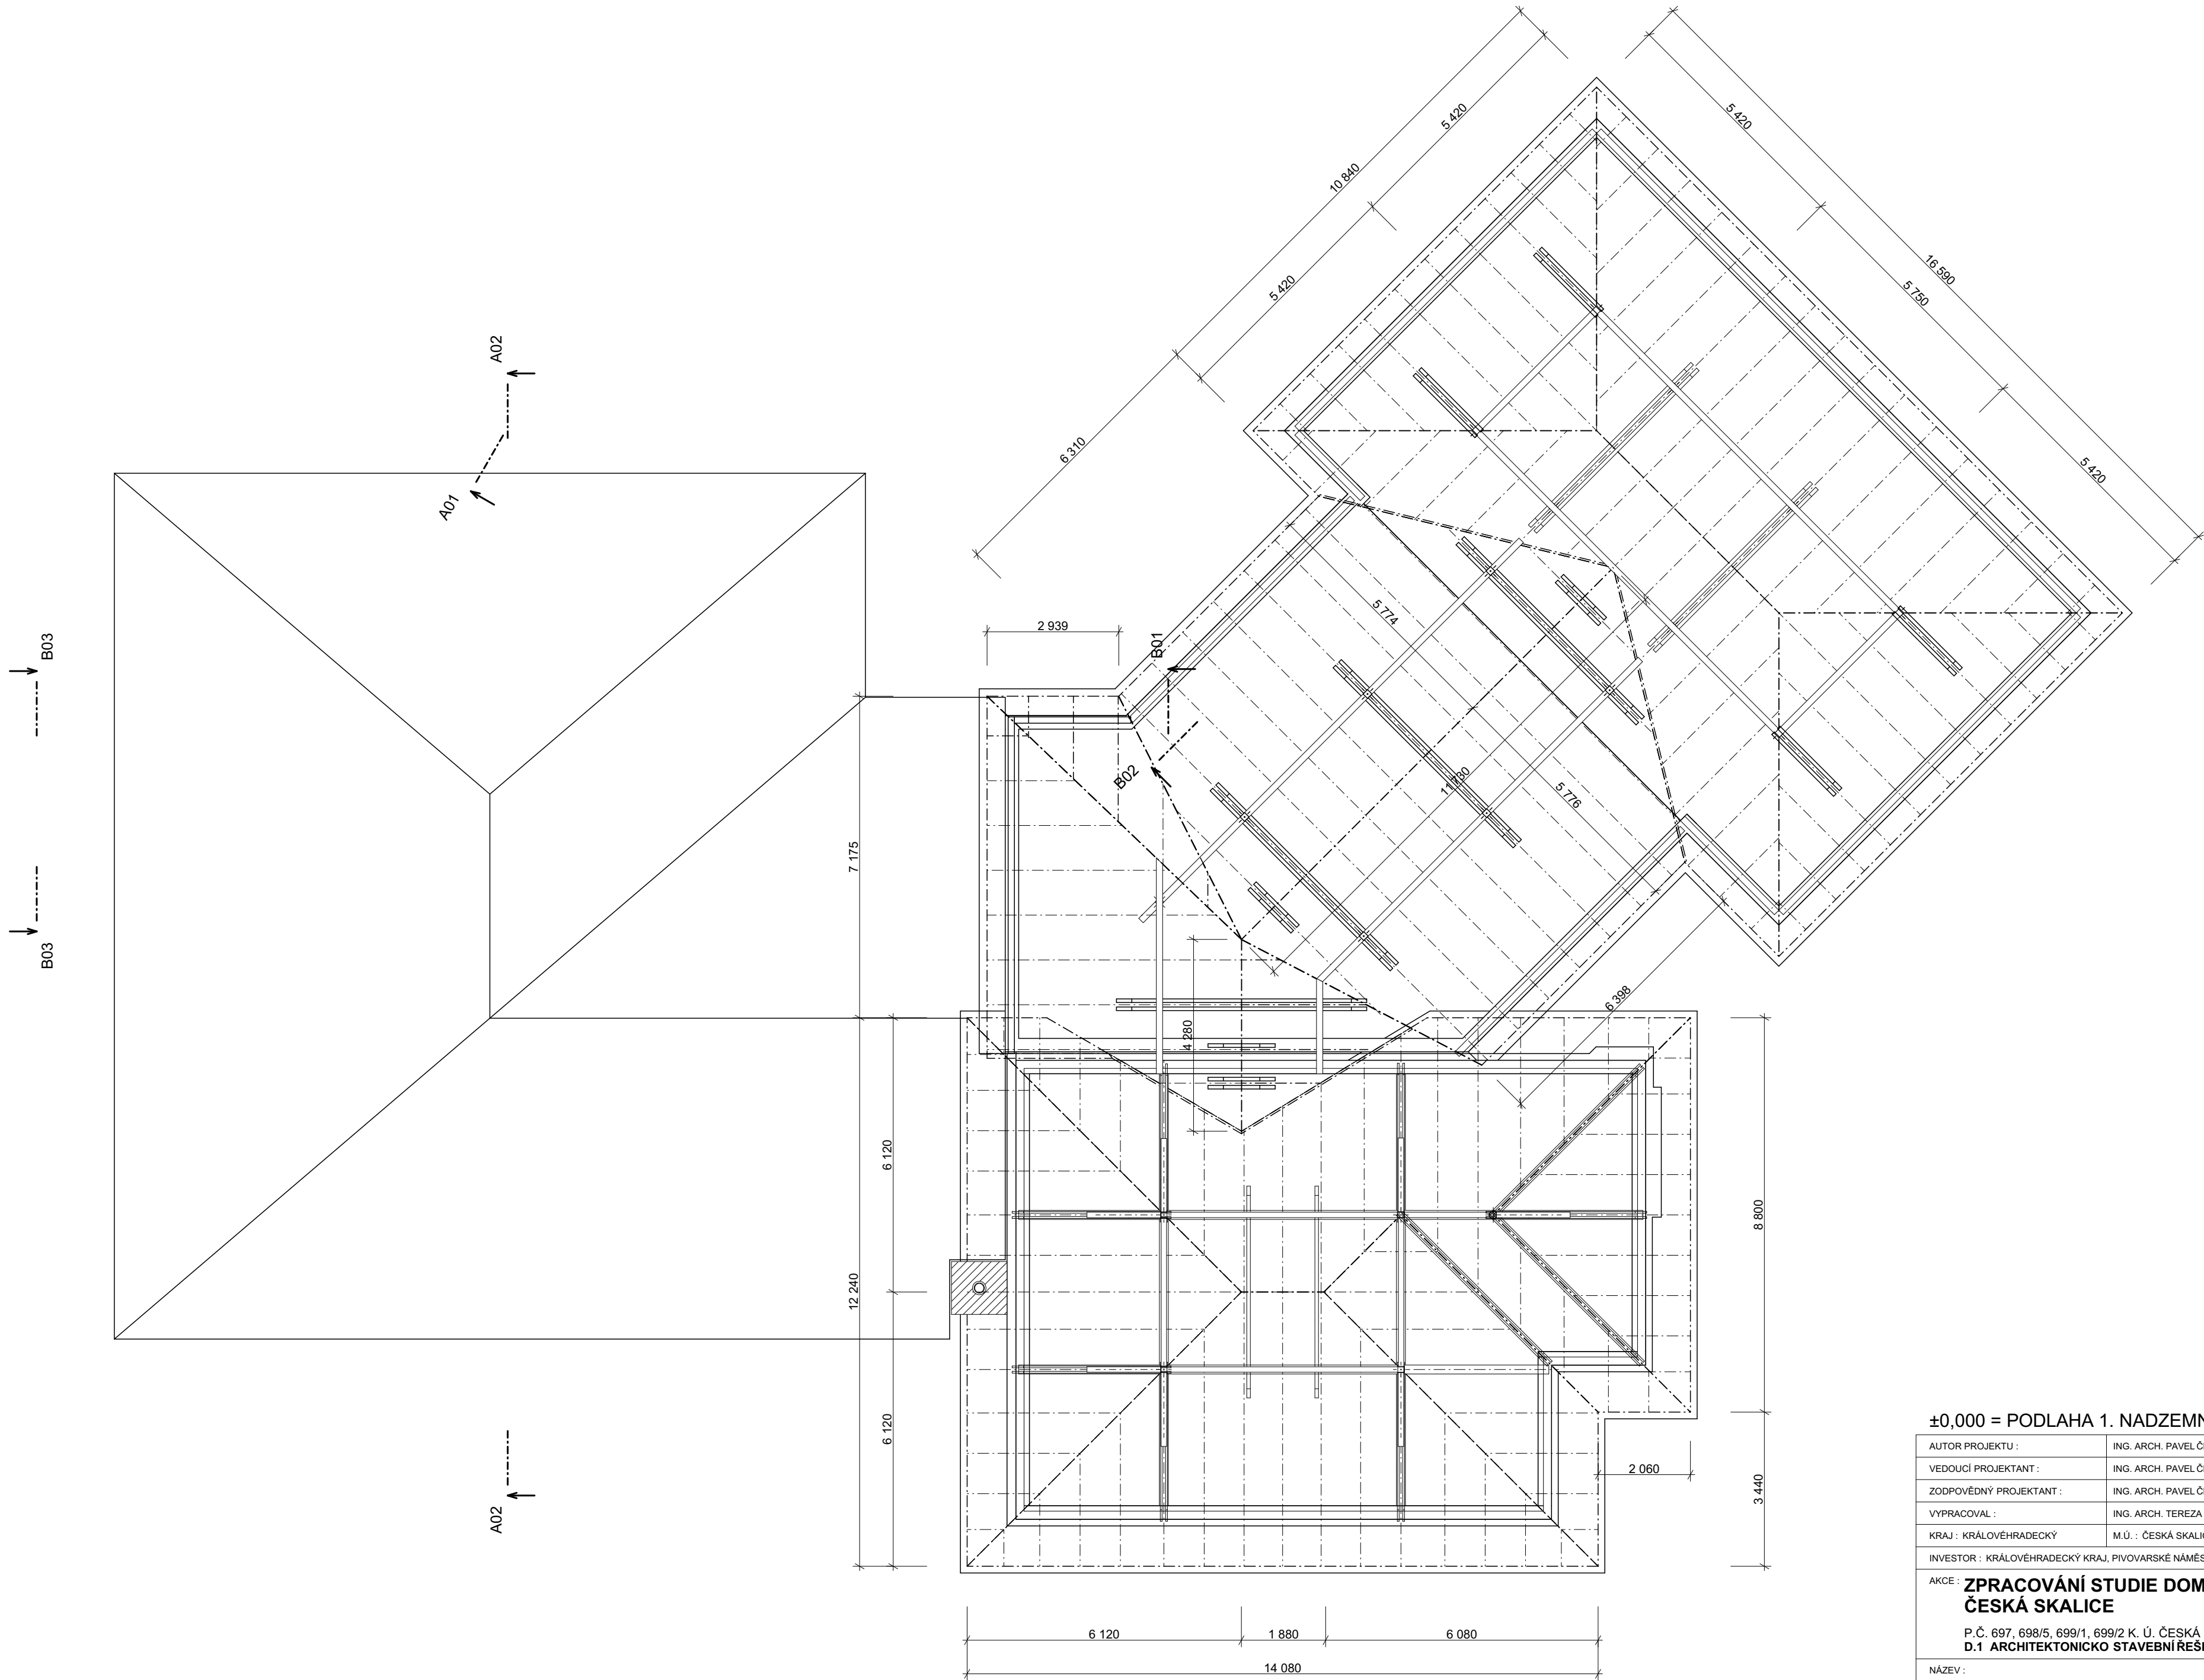 5 420
5 420
10 840
5 420
16 590
5 750
5 420
6 310
A02
A01
B03
2 939
B01
5 774
B02
11 730
5 776
7 175
B03
6 398
4 280
6 120
8 800
12 240
6 120
2 060
3 440
A02
6 120
1 880
6 080
14 080
±0,000 = PODLAHA 1.
AUTOR PROJEKTU :
ING. ARCH. PAVEL
VEDOUCÍ PROJEKTANT :
ING. ARCH. PAVEL
ZODPOVĚDNÝ PROJEKTANT :
ING. ARCH. PAVEL
VYPRACOVAL :
ING. ARCH. TEREZA
KRAJ : KRÁLOVÉHRADECKÝ
M.Ú. : ČESKÁ
INVESTOR : KRÁLOVÉHRADECKÝ KRAJ, PIVOVARSKÉ
AKCE : ZPRACOVÁNÍ STUDIE
ČESKÁ SKALICE
P.Č. 697, 698/5, 699/1, 699/2 K. Ú. ČESKÁ
D.1 ARCHITEKTONICKO STAVEBNÍ
NÁZEV :